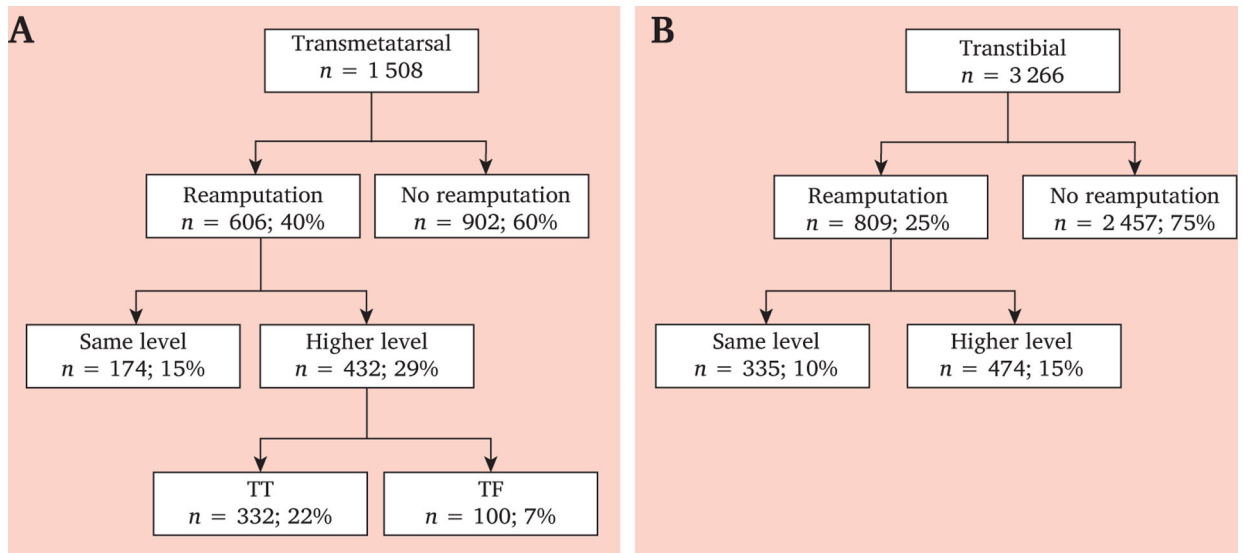 A
Transmetatarsal
n = 1 508
Reamputation
n = 606; 40%
No reamputation
n = 902; 60%
Same level
n = 174; 15%
Higher level
n = 432; 29%
TT
n = 332; 22%
TF
n = 100; 7%
B
Transtibial
n = 3 266
Reamputation
n = 809; 25%
No reamputation
n = 2 457; 75%
Same level
n = 335; 10%
Higher level
n = 474; 15%